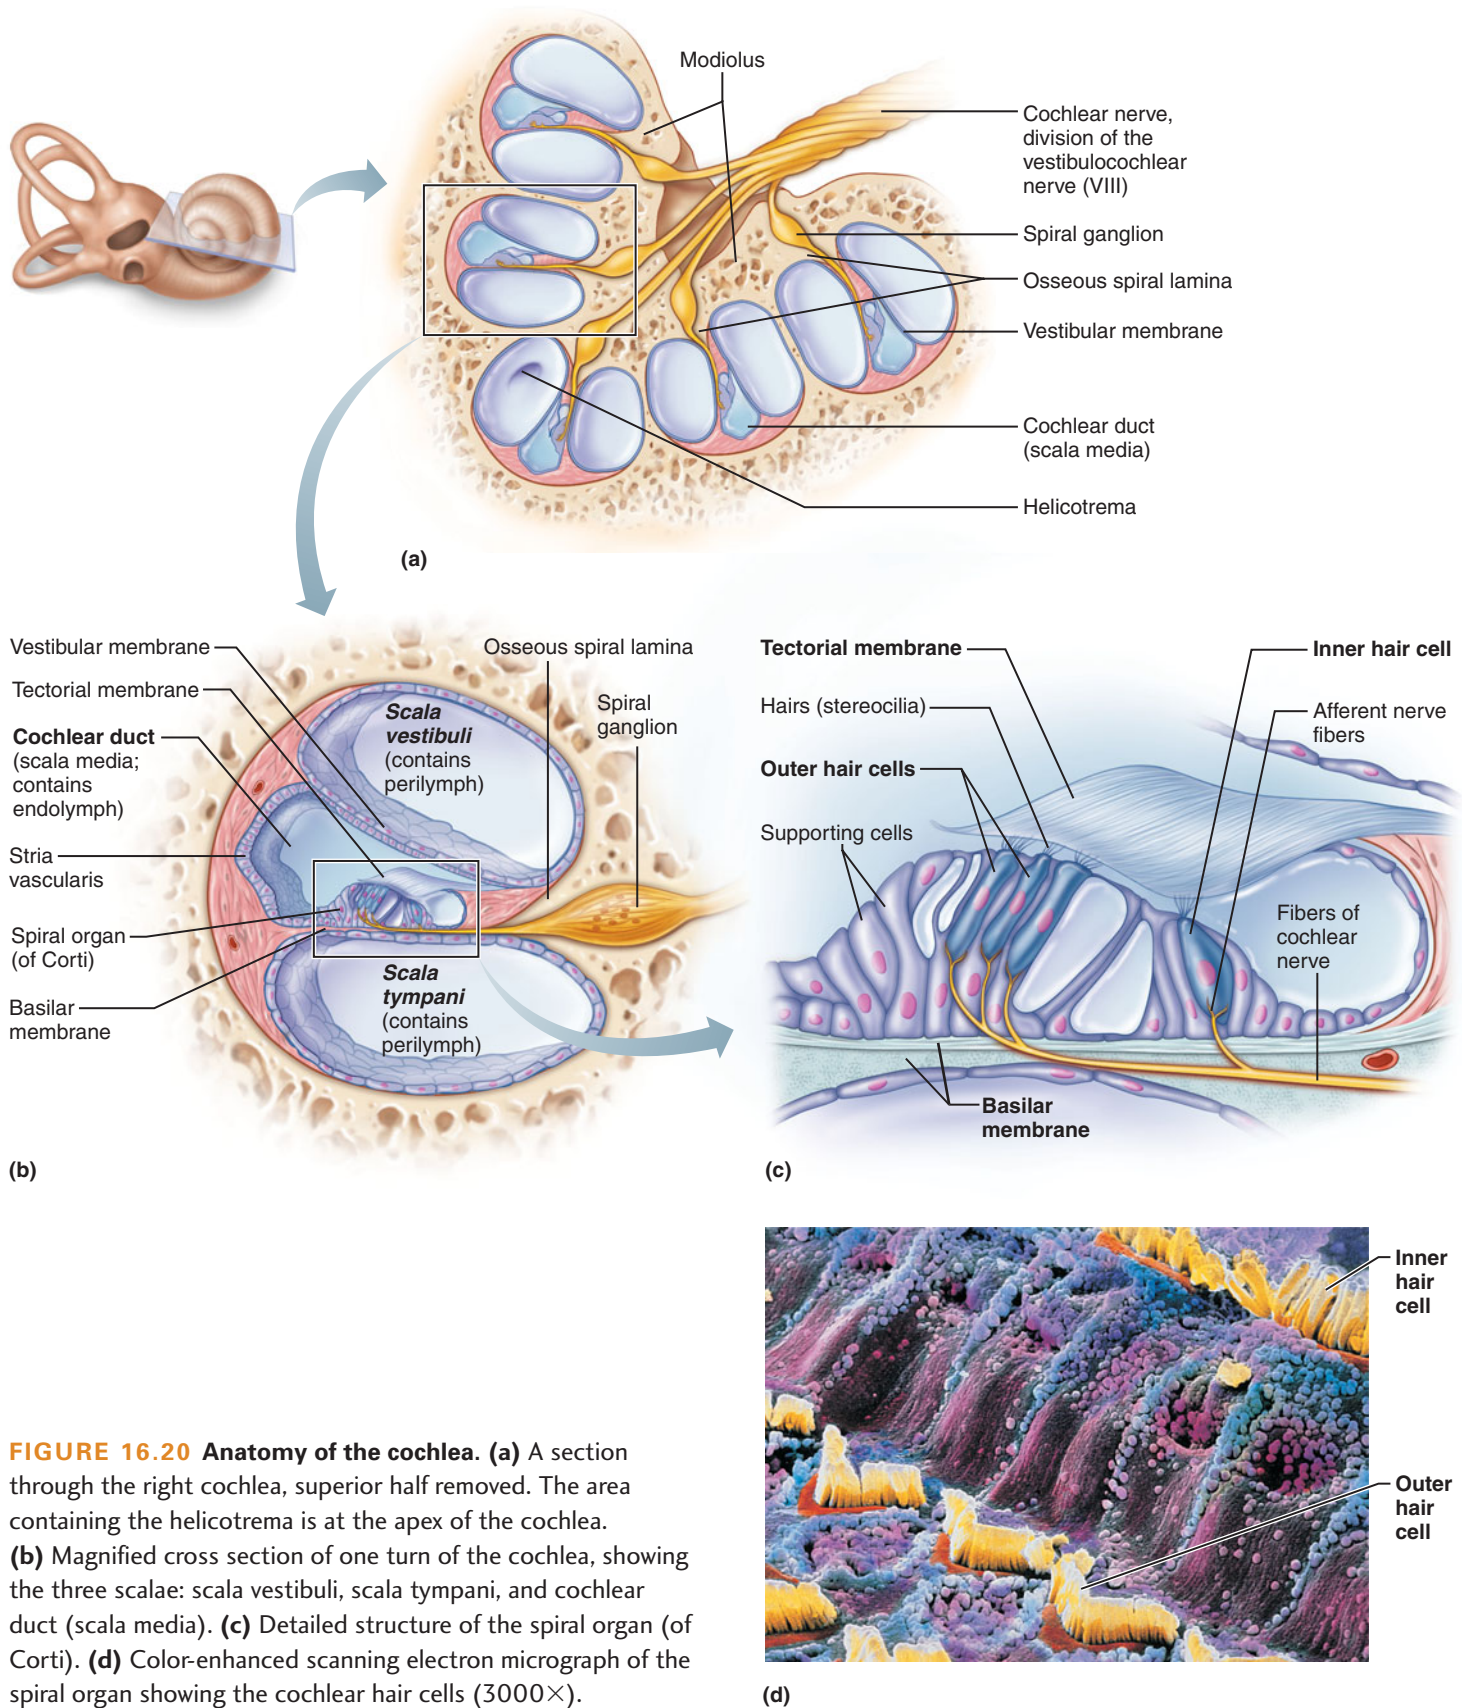 Modiolus
Cochlear nerve,
division of the
vestibulocochlear
nerve (VIII)
Spiral ganglion
Osseous spiral lamina
Vestibular membrane
Cochlear duct
(scala media)
Helicotrema
(a)
Vestibular membrane
Tectorial membrane
Cochlear duct
(scala media;
contains
endolymph)
Stria
vascularis
Spiral organ
(of Corti)
Basilar
membrane
Scala
vestibuli
(contains
perilymph)
Osseous spiral lamina
Spiral
ganglion
Scala
tympani
(contains
perilymph)
(b)
Tectorial membrane
Hairs (stereocilia)
Outer hair cells
Supporting cells
Inner hair cell
Afferent nerve
fibers
Fibers of
cochlear
nerve
Basilar
membrane
(c)
Inner
hair
cell
Outer
hair
cell
(d)
FIGURE 16.20 Anatomy of the cochlea. (a) A section
through the right cochlea, superior half removed. The area
containing the helicotrema is at the apex of the cochlea.
(b) Magnified cross section of one turn of the cochlea, showing
the three scalae: scala vestibuli, scala tympani, and cochlear
duct (scala media). (c) Detailed structure of the spiral organ (of
Corti). (d) Color-enhanced scanning electron micrograph of the
spiral organ showing the cochlear hair cells (3000×).